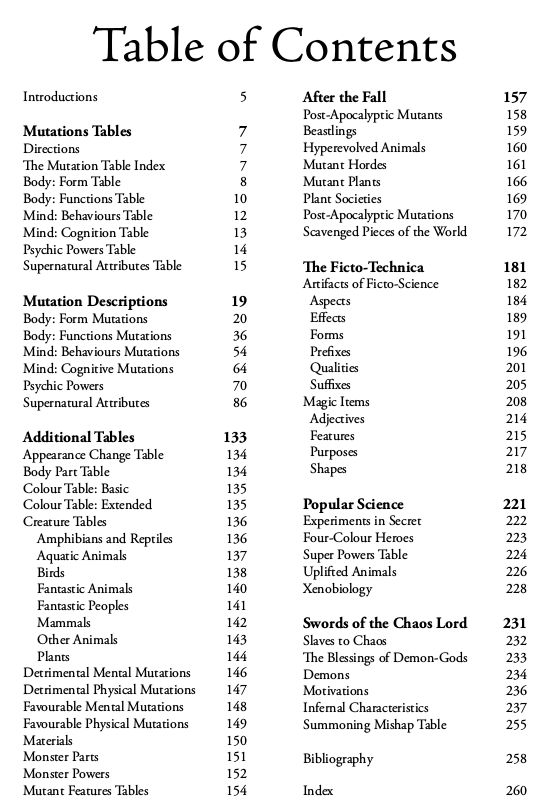 Table of Contents
Introductions 5
Mutations Tables 7
Directions 7
The Mutation Table Index 7
Body: Form Table 8
Body: Functions Table 10
Mind: Behaviours Table 12
Mind: Cognition Table 13
Psychic Powers Table 14
Supernatural Attributes Table 15
Mutation Descriptions 19
Body: Form Mutations 20
Body: Functions Mutations 36
Mind: Behaviours Mutations 54
Mind: Cognitive Mutations 64
Psychic Powers 70
Supernatural Attributes 86
Additional Tables 133
Appearance Change Table 134
Body Part Table 134
Colour Table: Basic 135
Colour Table: Extended 135
Creature Tables 136
Amphibians and Reptiles 136
Aquatic Animals 137
Birds 138
Fantastic Animals 140
Fantastic Peoples 141
Mammals 142
Other Animals 143
Plants 144
Detrimental Mental Mutations 146
Detrimental Physical Mutations 147
Favourable Mental Mutations 148
Favourable Physical Mutations 149
Materials 150
Monster Parts 151
Monster Powers 152
Mutant Features Tables 154
After the Fall 157
Post-Apocalyptic Mutants 158
Beastlings 159
Hyperevolved Animals 160
Mutant Hordes 161
Mutant Plants 166
Plant Societies 169
Post-Apocalyptic Mutations 170
Scavenged Pieces of the World 172
The Ficto-Technica 181
Artifacts of Ficto-Science 182
Aspects 184
Effects 189
Forms 191
Prefixes 196
Qualities 201
Suffixes 205
Magic Items 208
Adjectives 214
Features 215
Purposes 217
Shapes 218
Popular Science 221
Experiments in Secret 222
Four-Colour Heroes 223
Super Powers Table 224
Uplifted Animals 226
Xenobiology 228
Swords of the Chaos Lord 231
Slaves to Chaos 232
The Blessings of Demon-Gods 233
Demons 234
Motivations 236
Infernal Characteristics 237
Summoning Mishap Table 255
Bibliography 258
Index 260